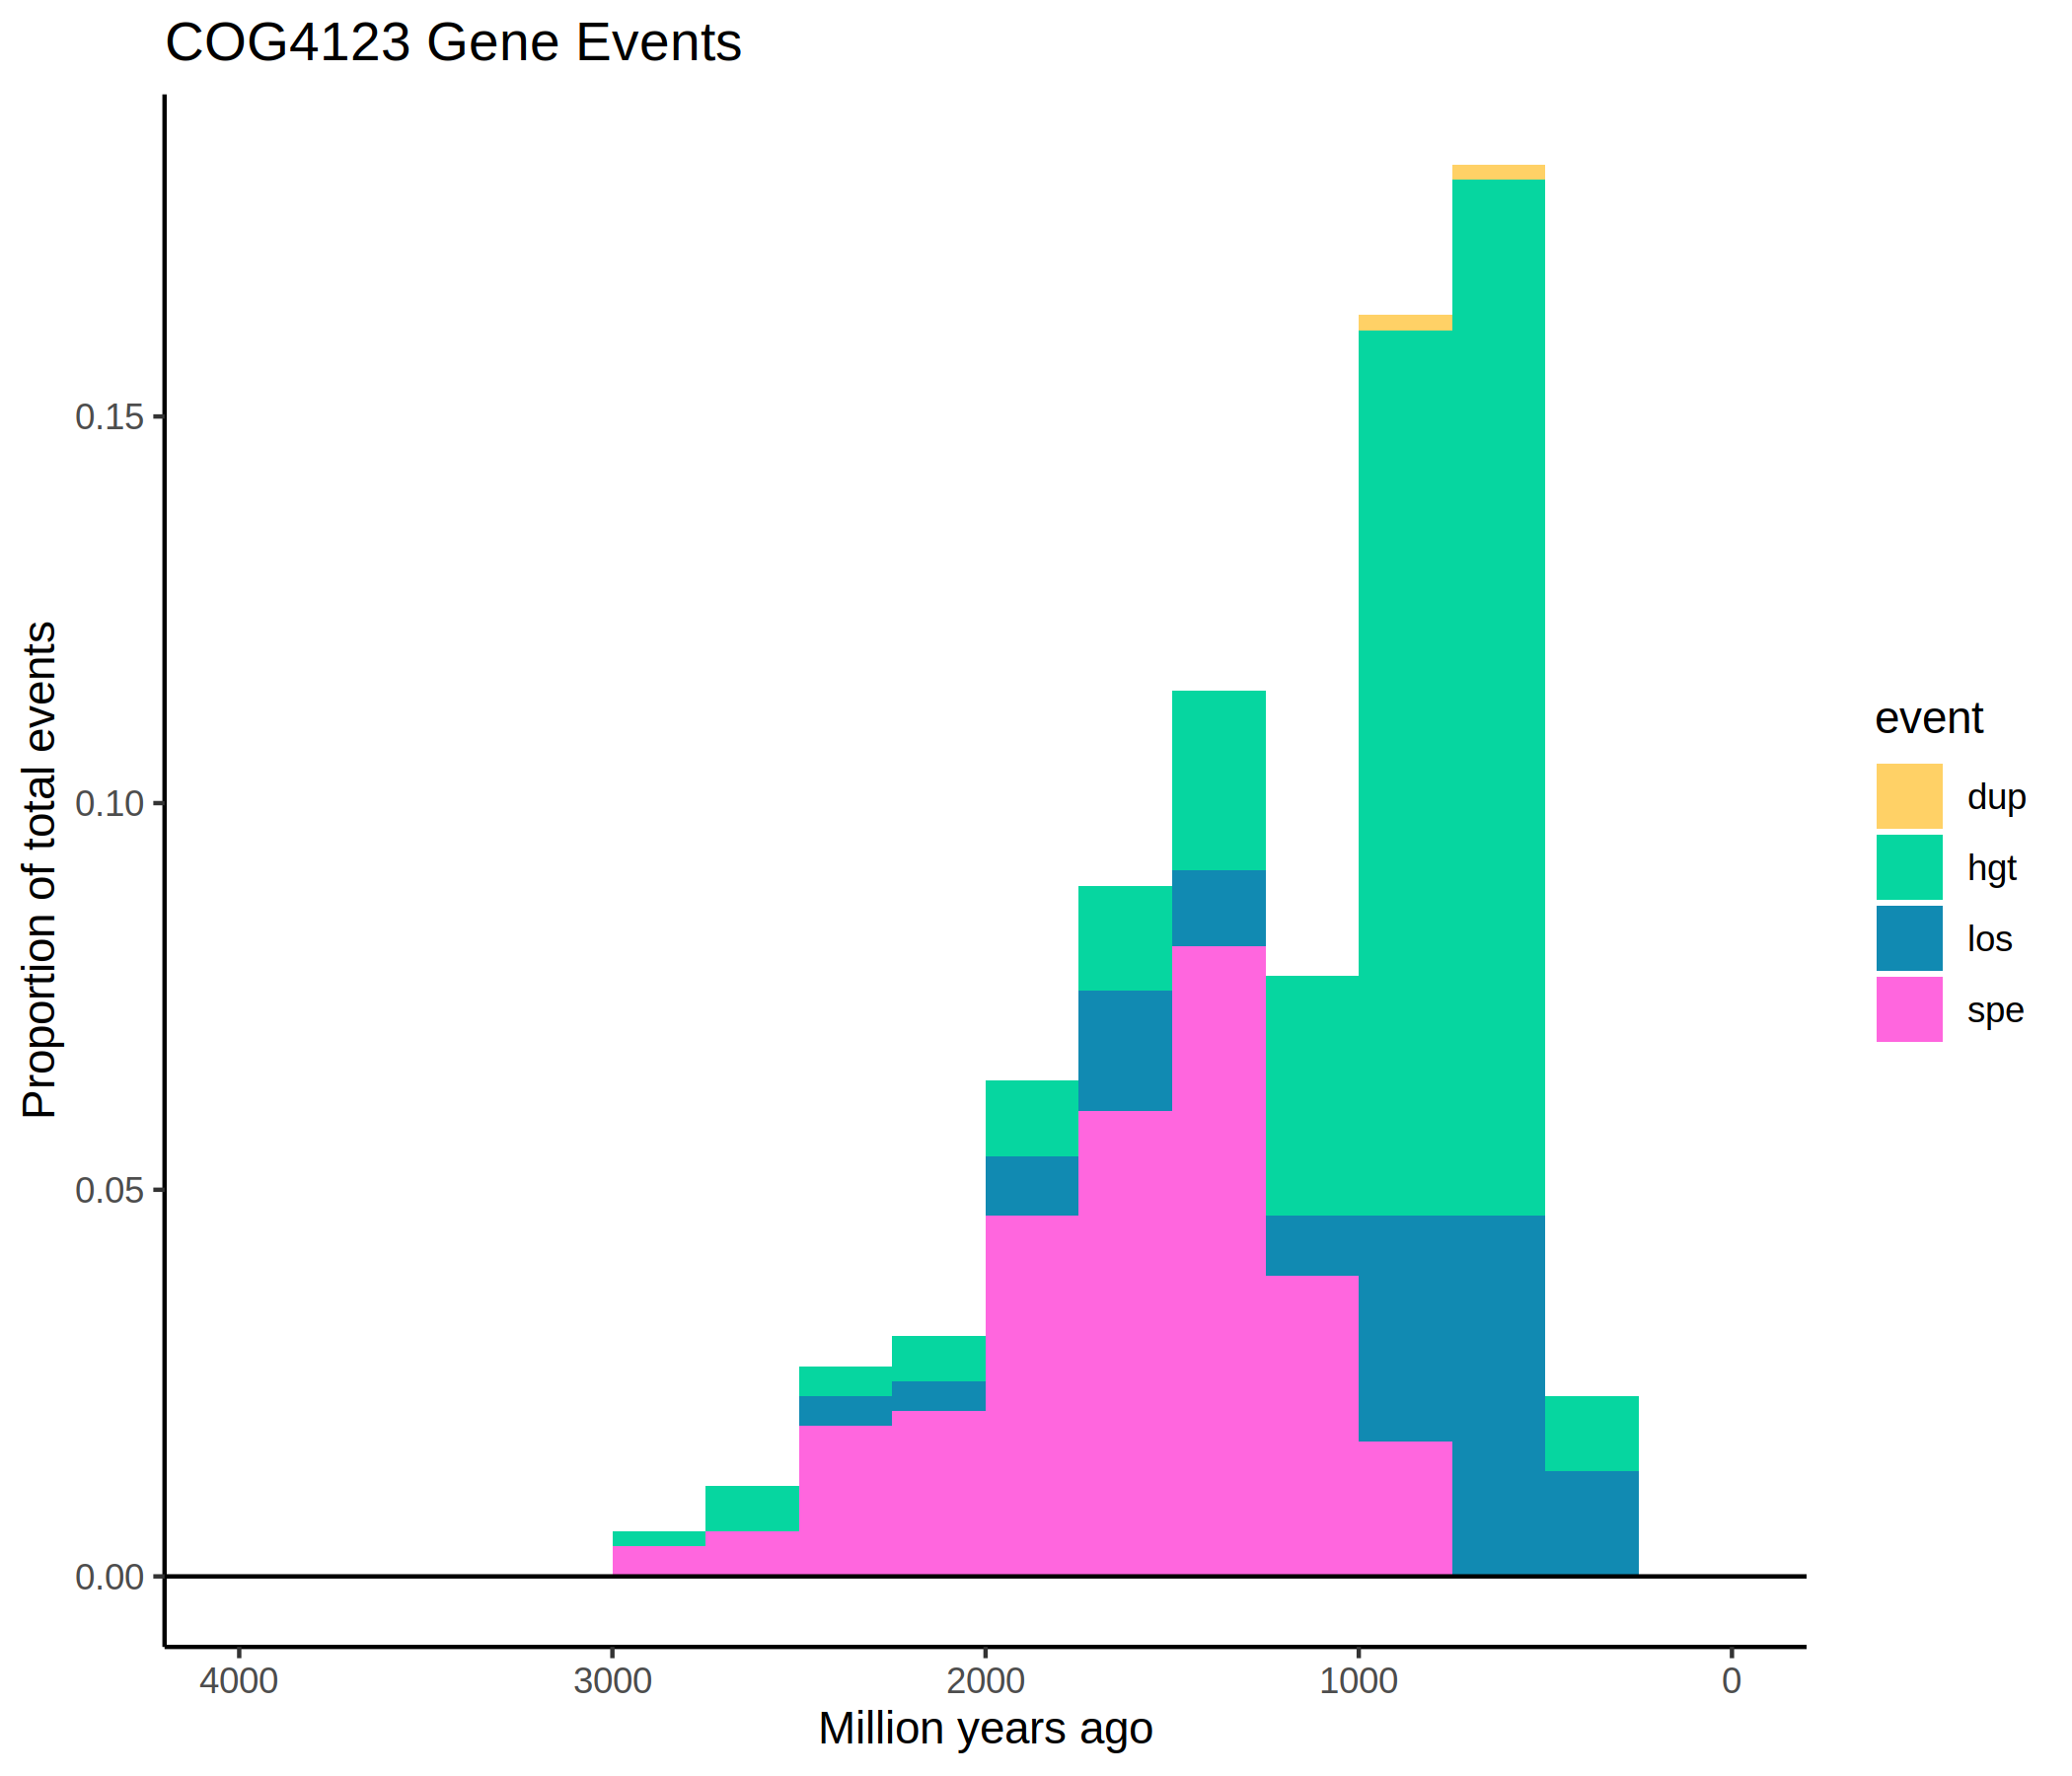 COG4123 Gene Events
Proportion of total events
0.15
0.10
0.05
0.00
4000 3000 2000 1000 0
Million years ago
event
dup
hgt
los
spe